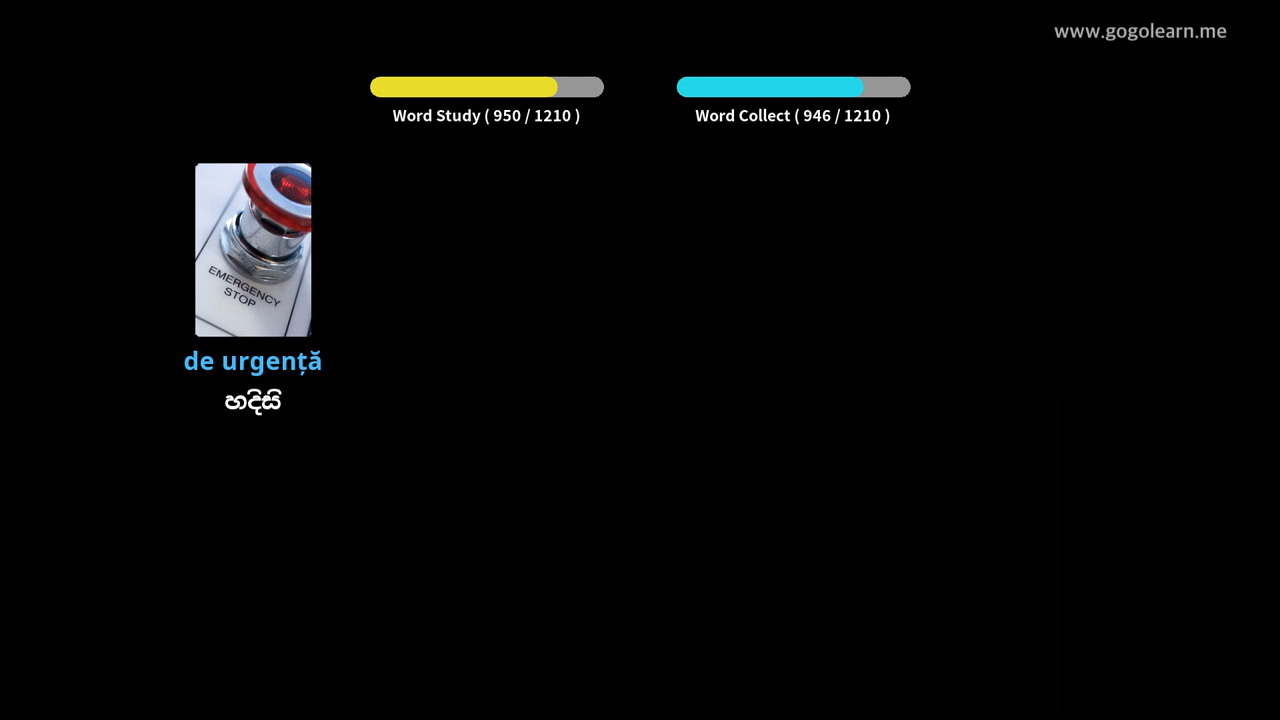 www.gogolearn.me
Word Study ( 950 / 1210 )
Word Collect ( 946 / 1210 )
EMERGENCY
STOP
de urgență
හදිසි